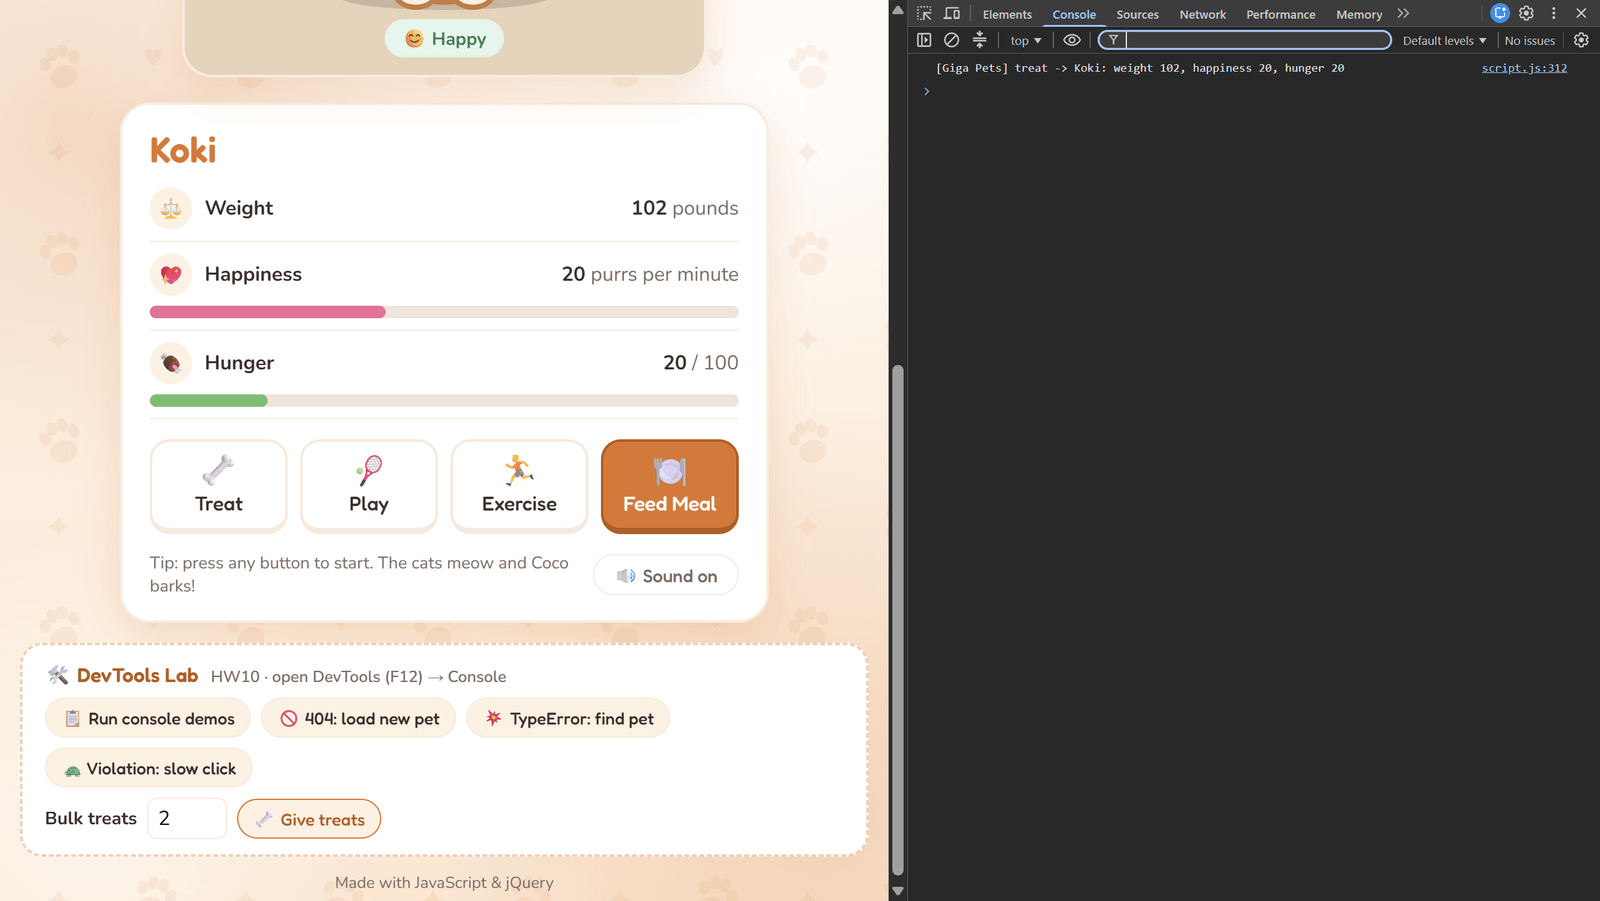 😊 Happy
Koki
Weight 102 pounds
Happiness 20 purrs per minute
Hunger 20 / 100
Treat Play Exercise Feed Meal
Tip: press any button to start. The cats meow and Coco
barks!
Sound on
DevTools Lab HW10 · open DevTools (F12) → Console
Run console demos 404: load new pet TypeError: find pet
Violation: slow click
Bulk treats 2 Give treats
Made with JavaScript & jQuery
Elements Console Sources Network Performance Memory
top Default levels No issues
[Giga Pets] treat -> Koki: weight 102, happiness 20, hunger 20 script.js:312